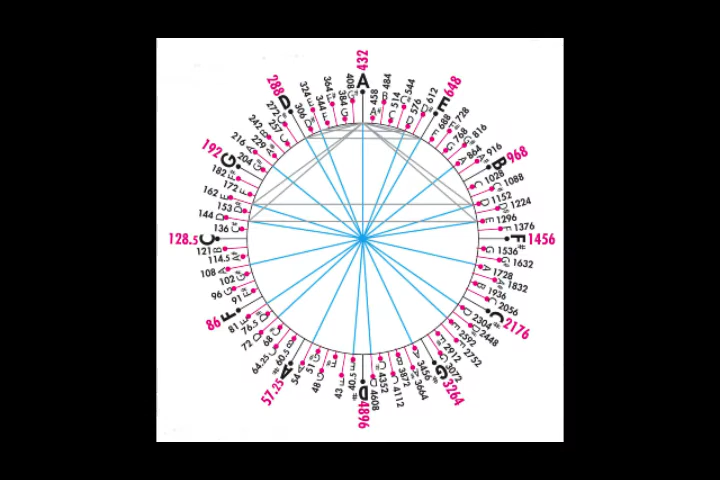 432
A
458
A#
484
B
514
C
544
C#
576
D
612
D#
648
E
688
F
728
F#
768
G
816
G#
864
A
916
A#
968
B
1028
C
1088
C#
1152
D
1224
D#
1296
E
1376
F
1456
F#
1536
G
1632
G#
1728
A
1832
A#
1936
B
2056
C
2176
C#
2304
D
2448
D#
2592
E
2752
F
2912
F#
3072
G
3264
G#
3456
A
3664
A#
3872
B
4112
C
4352
C#
4608
D
4896
D#
40.5
E
43
F
48
G
51
G#
54
A
57.25
A#
60.5
B
64.25
C
68
C#
72
D
76.5
D#
81
E
86
F
91
F#
96
G
102
G#
108
A
114.5
A#
121
B
128.5
C
136
C#
144
D
153
D#
162
E
172
F
182
F#
192
G
204
G#
216
A
229
A#
242
B
257
C
272
C#
288
D
306
D#
324
E
344
F
364
F#
384
G
408
G#